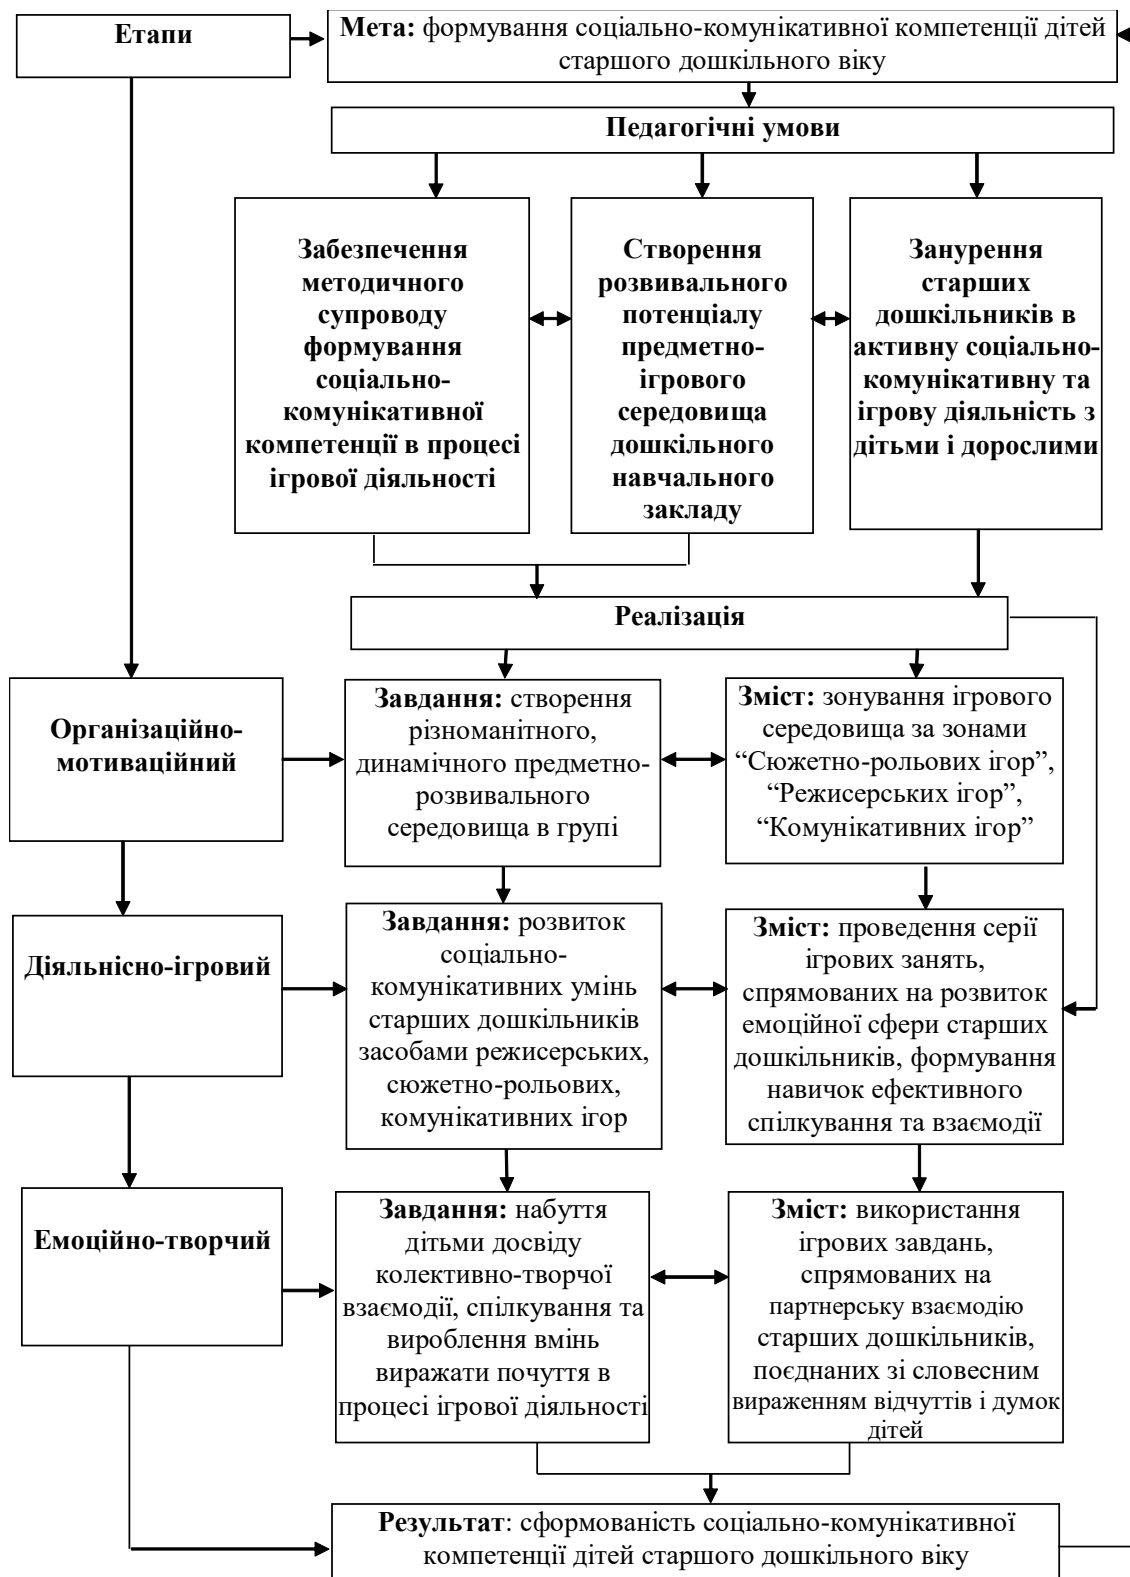 Етапи
Мета: формування соціально-комунікативної компетенції дітей
старшого дошкільного віку
Педагогічні умови
Забезпечення
методичного
супроводу
формування
соціально-
комунікативної
компетенції в процесі
ігрової діяльності
Створення
розвивального
потенціалу
предметно-
ігрового
середовища
дошкільного
навчального
закладу
Занурення
старших
дошкільників в
активну соціально-
комунікативну та
ігрову діяльність з
дітьми і дорослими
Реалізація
Організаційно-
мотиваційний
Завдання: створення
різноманітного,
динамічного предметно-
розвивального
середовища в групі
Зміст: зонування ігрового
середовища за зонами
“Сюжетно-рольових ігор”,
“Режисерських ігор”,
“Комунікативних ігор”
Діяльнісно-ігровий
Завдання: розвиток
соціально-
комунікативних умінь
старших дошкільників
засобами режисерських,
сюжетно-рольових,
комунікативних ігор
Зміст: проведення серії
ігрових занять,
спрямованих на розвиток
емоційної сфери старших
дошкільників, формування
навичок ефективного
спілкування та взаємодії
Емоційно-творчий
Завдання: набуття
дітьми досвіду
колективно-творчої
взаємодії, спілкування та
вироблення вмінь
виражати почуття в
процесі ігрової діяльності
Зміст: використання
ігрових завдань,
спрямованих на
партнерську взаємодію
старших дошкільників,
поєднаних зі словесним
вираженням відчуттів і думок
дітей
Результат: сформованість соціально-комунікативної
компетенції дітей старшого дошкільного віку